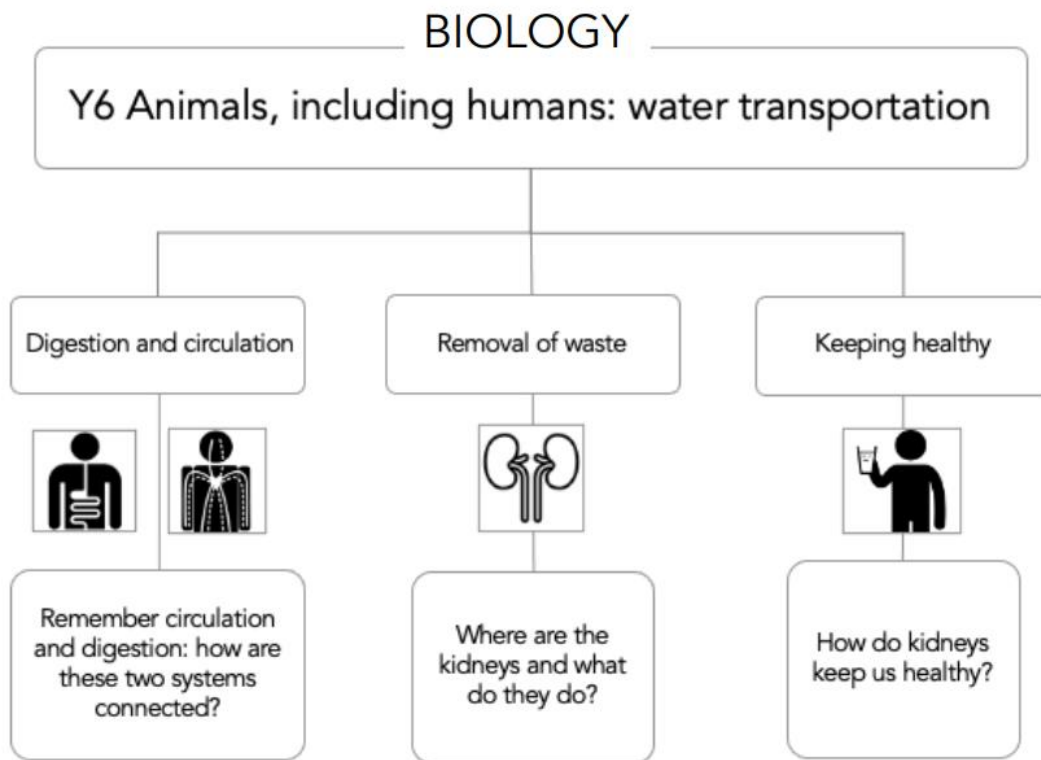 BIOLOGY
Y6 Animals, including humans: water transportation
Digestion and circulation
Removal of waste
Keeping healthy
Remember circulation
and digestion: how are
these two systems
connected?
Where are the
kidneys and what
do they do?
How do kidneys
keep us healthy?